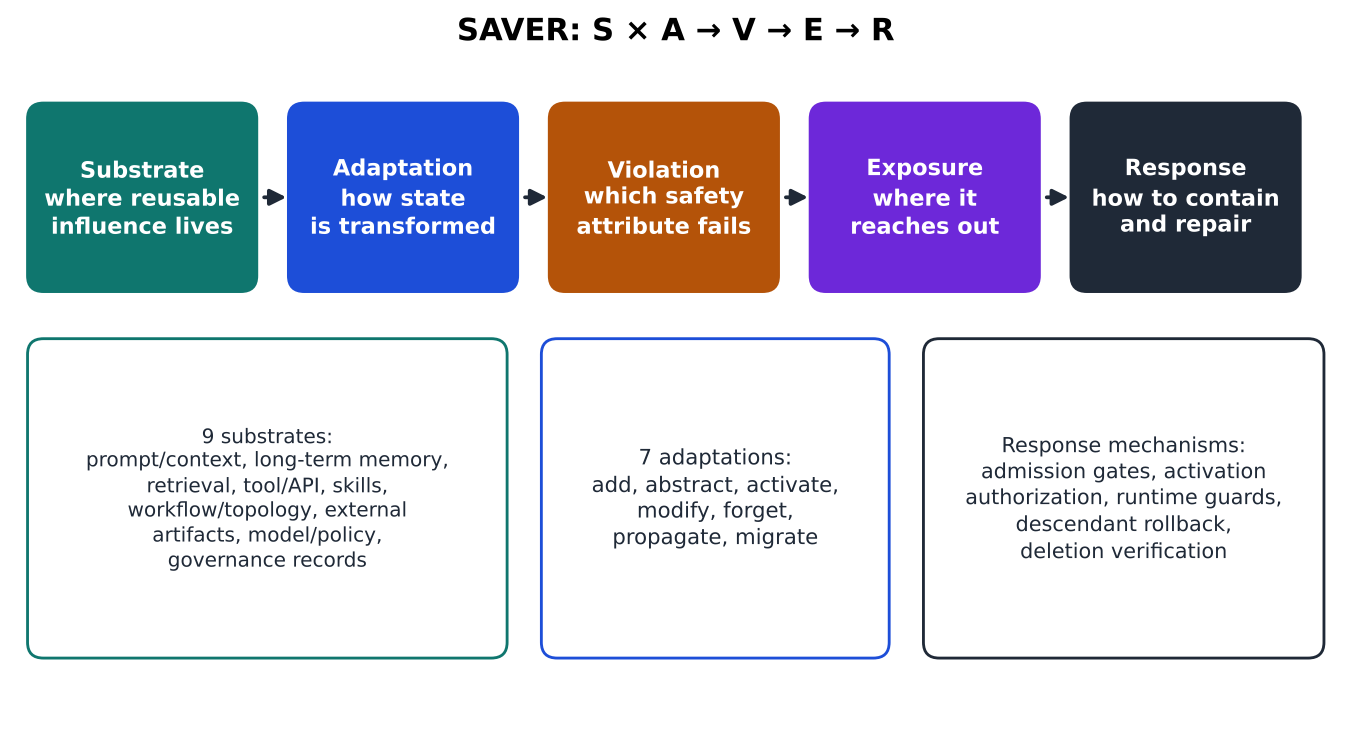 SAVER: S × A → V → E → R
Substrate
where reusable
influence lives
Adaptation
how state
is transformed
Violation
which safety
attribute fails
Exposure
where it
reaches out
Response
how to contain
and repair
9 substrates:
prompt/context, long-term memory,
retrieval, tool/API, skills,
workflow/topology, external
artifacts, model/policy,
governance records
7 adaptations:
add, abstract, activate,
modify, forget,
propagate, migrate
Response mechanisms:
admission gates, activation
authorization, runtime guards,
descendant rollback,
deletion verification